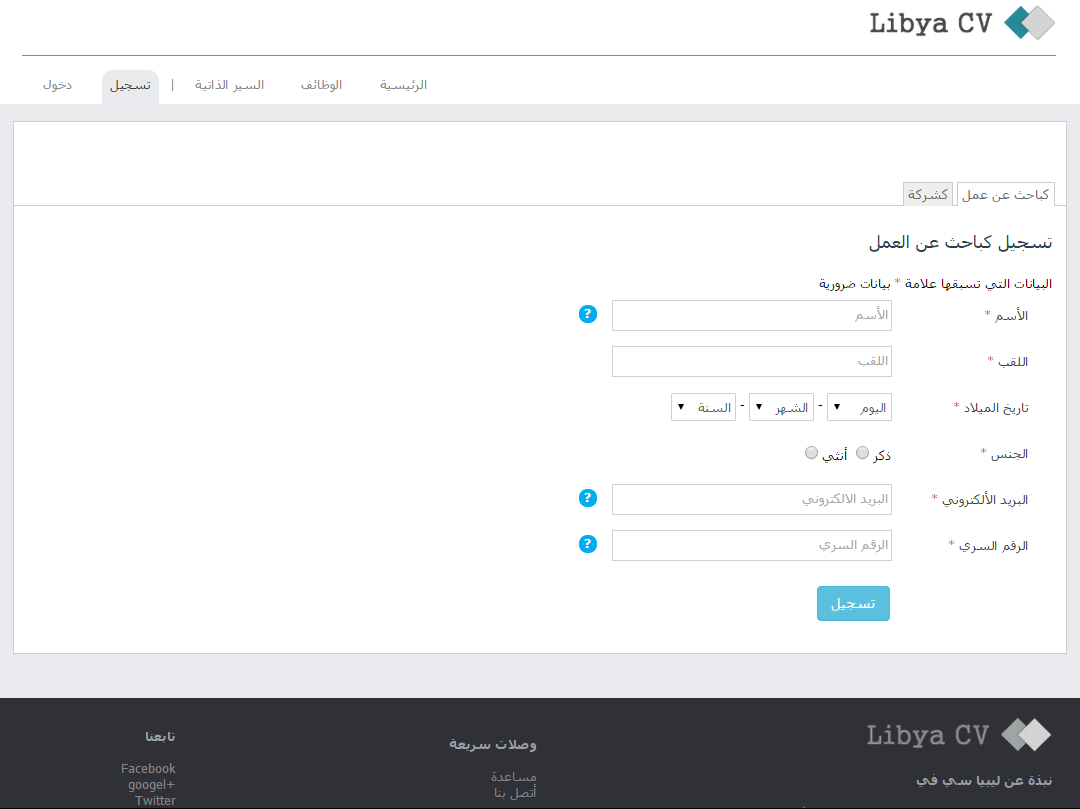 Libya CV
الرئيسية الوظائف السير الذاتية | تسجيل دخول
كباحث عن عمل كشركة
تسجيل كباحث عن العمل
البيانات التي تسبقها علامة * بيانات ضرورية
الأسم * الأسم ?
اللقب * اللقب
تاريخ الميلاد * اليوم - الشهر - السنة
الجنس * ذكر أنثي
البريد الألكتروني * البريد الالكتروني ?
الرقم السري * الرقم السري ?
تسجيل
Libya CV
نبذة عن ليبيا سي في
وصلات سريعة
مساعدة
أتصل بنا
تابعنا
Facebook
googel+
Twitter